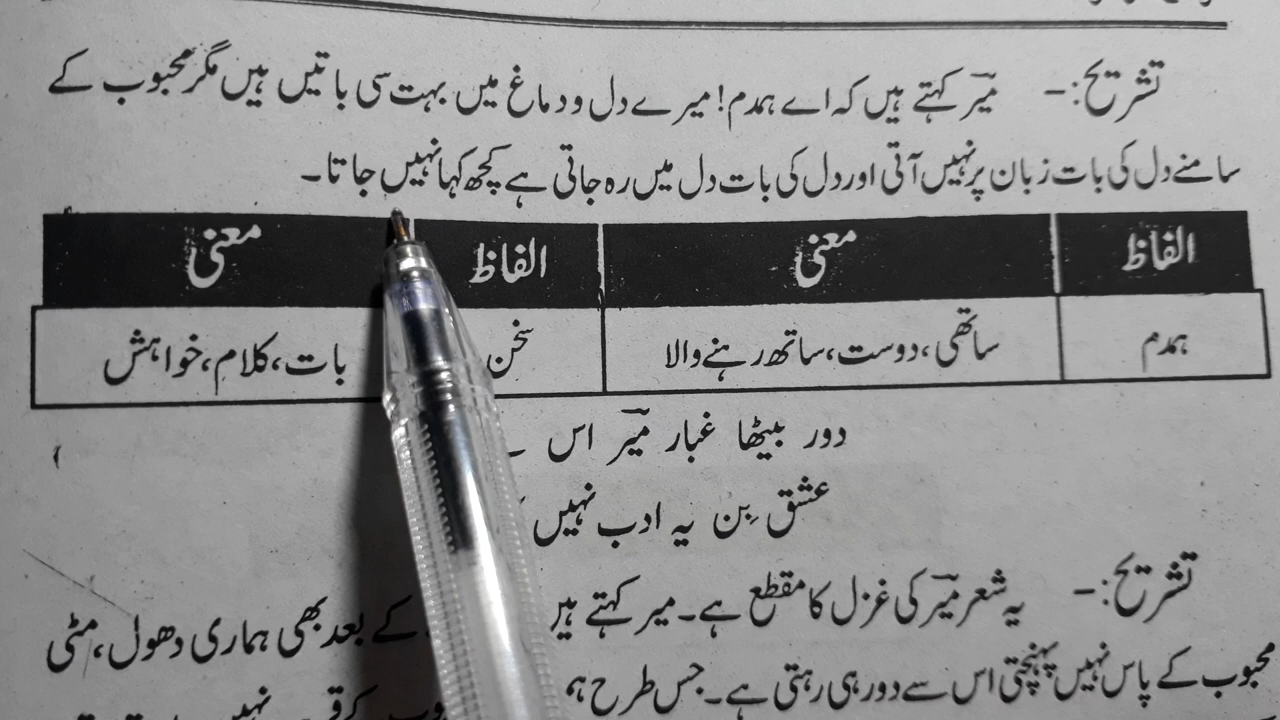 تشریح:- میرؔ کہتے ہیں کہ اے ہمدم! میرے دل و دماغ میں بہت سی باتیں ہیں مگر محبوب کے
سامنے دل کی بات زبان پر نہیں آتی اور دل کی بات دل میں رہ جاتی ہے کچھ کہا نہیں جاتا۔
الفاظ معنی الفاظ معنی
ہمدم ساتھی، دوست، ساتھ رہنے والا سخن بات، کلام، خواہش
دور بیٹھا غبار میرؔ اس
عشق بِن یہ ادب نہیں
تشریح:- یہ شعر میرؔ کی غزل کا مقطع ہے۔ میر کہتے کے بعد بھی ہماری دھول، مٹی
محبوب کے پاس نہیں پہنچتی اس سے دور ہی رہتی ہے۔ جس طرح